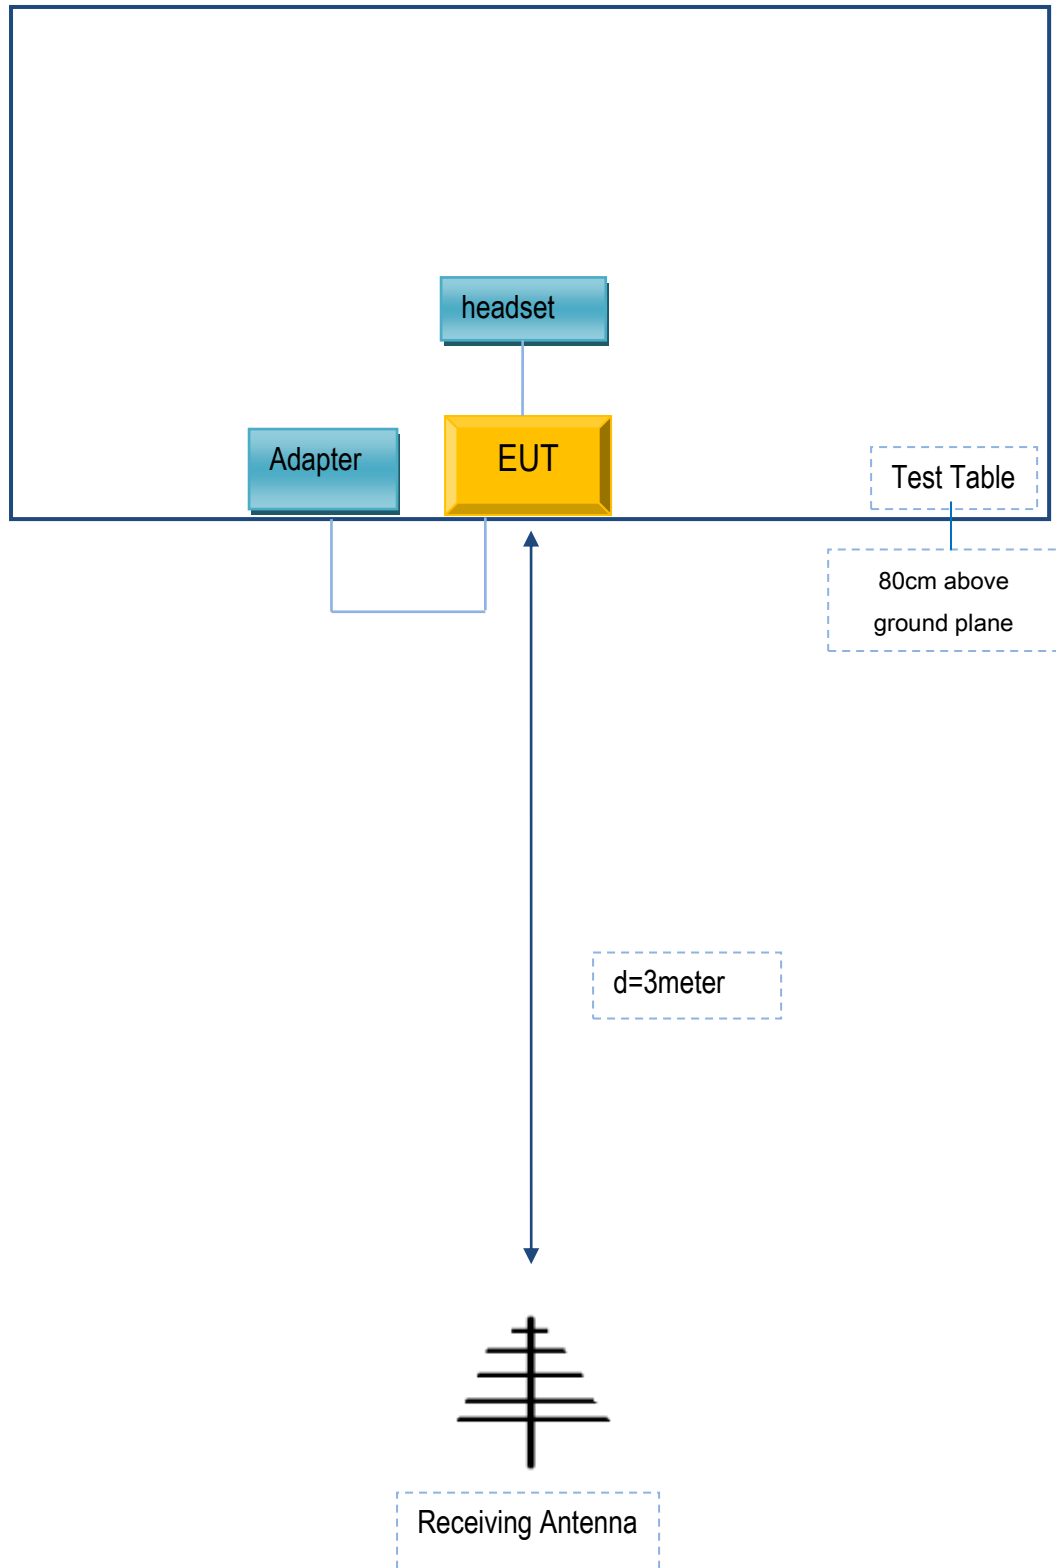 headset
Adapter
EUT
Test Table
80cm above
ground plane
d=3meter
Receiving Antenna